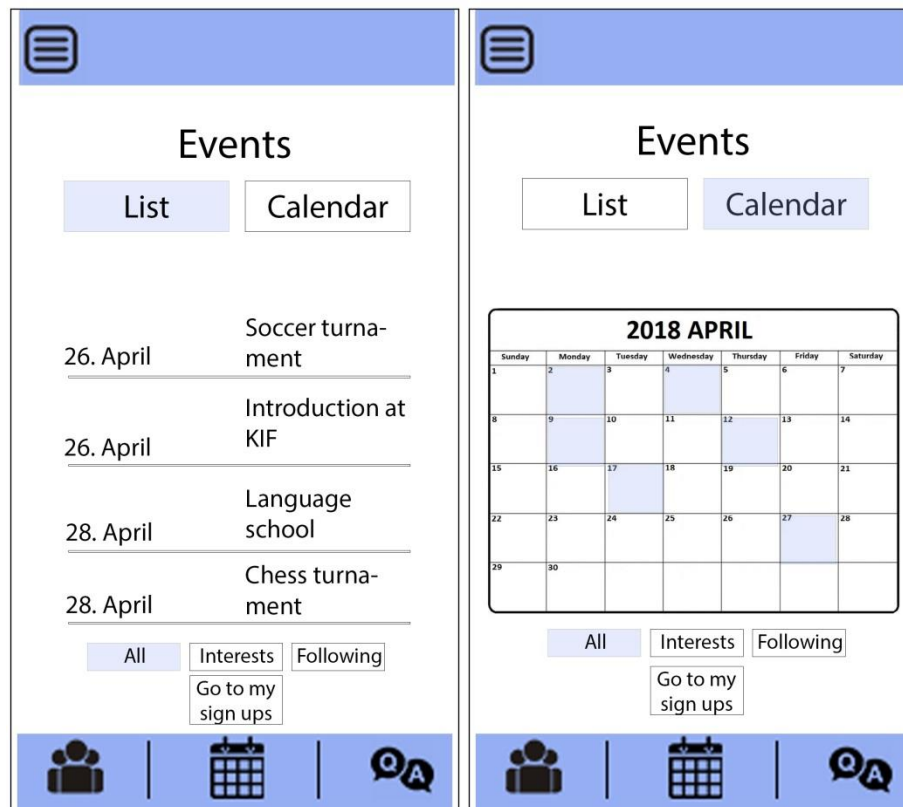 Events
List
Calendar
26. April
Soccer turna-
ment
26. April
Introduction at
KIF
28. April
Language
school
28. April
Chess turna-
ment
All
Interests
Following
Go to my
sign ups
Q A
Events
List
Calendar
2018 APRIL
Sunday Monday Tuesday Wednesday Thursday Friday Saturday
1 2 3 4 5 6 7
8 9 10 11 12 13 14
15 16 17 18 19 20 21
22 23 24 25 26 27 28
29 30
All
Interests
Following
Go to my
sign ups
Q A